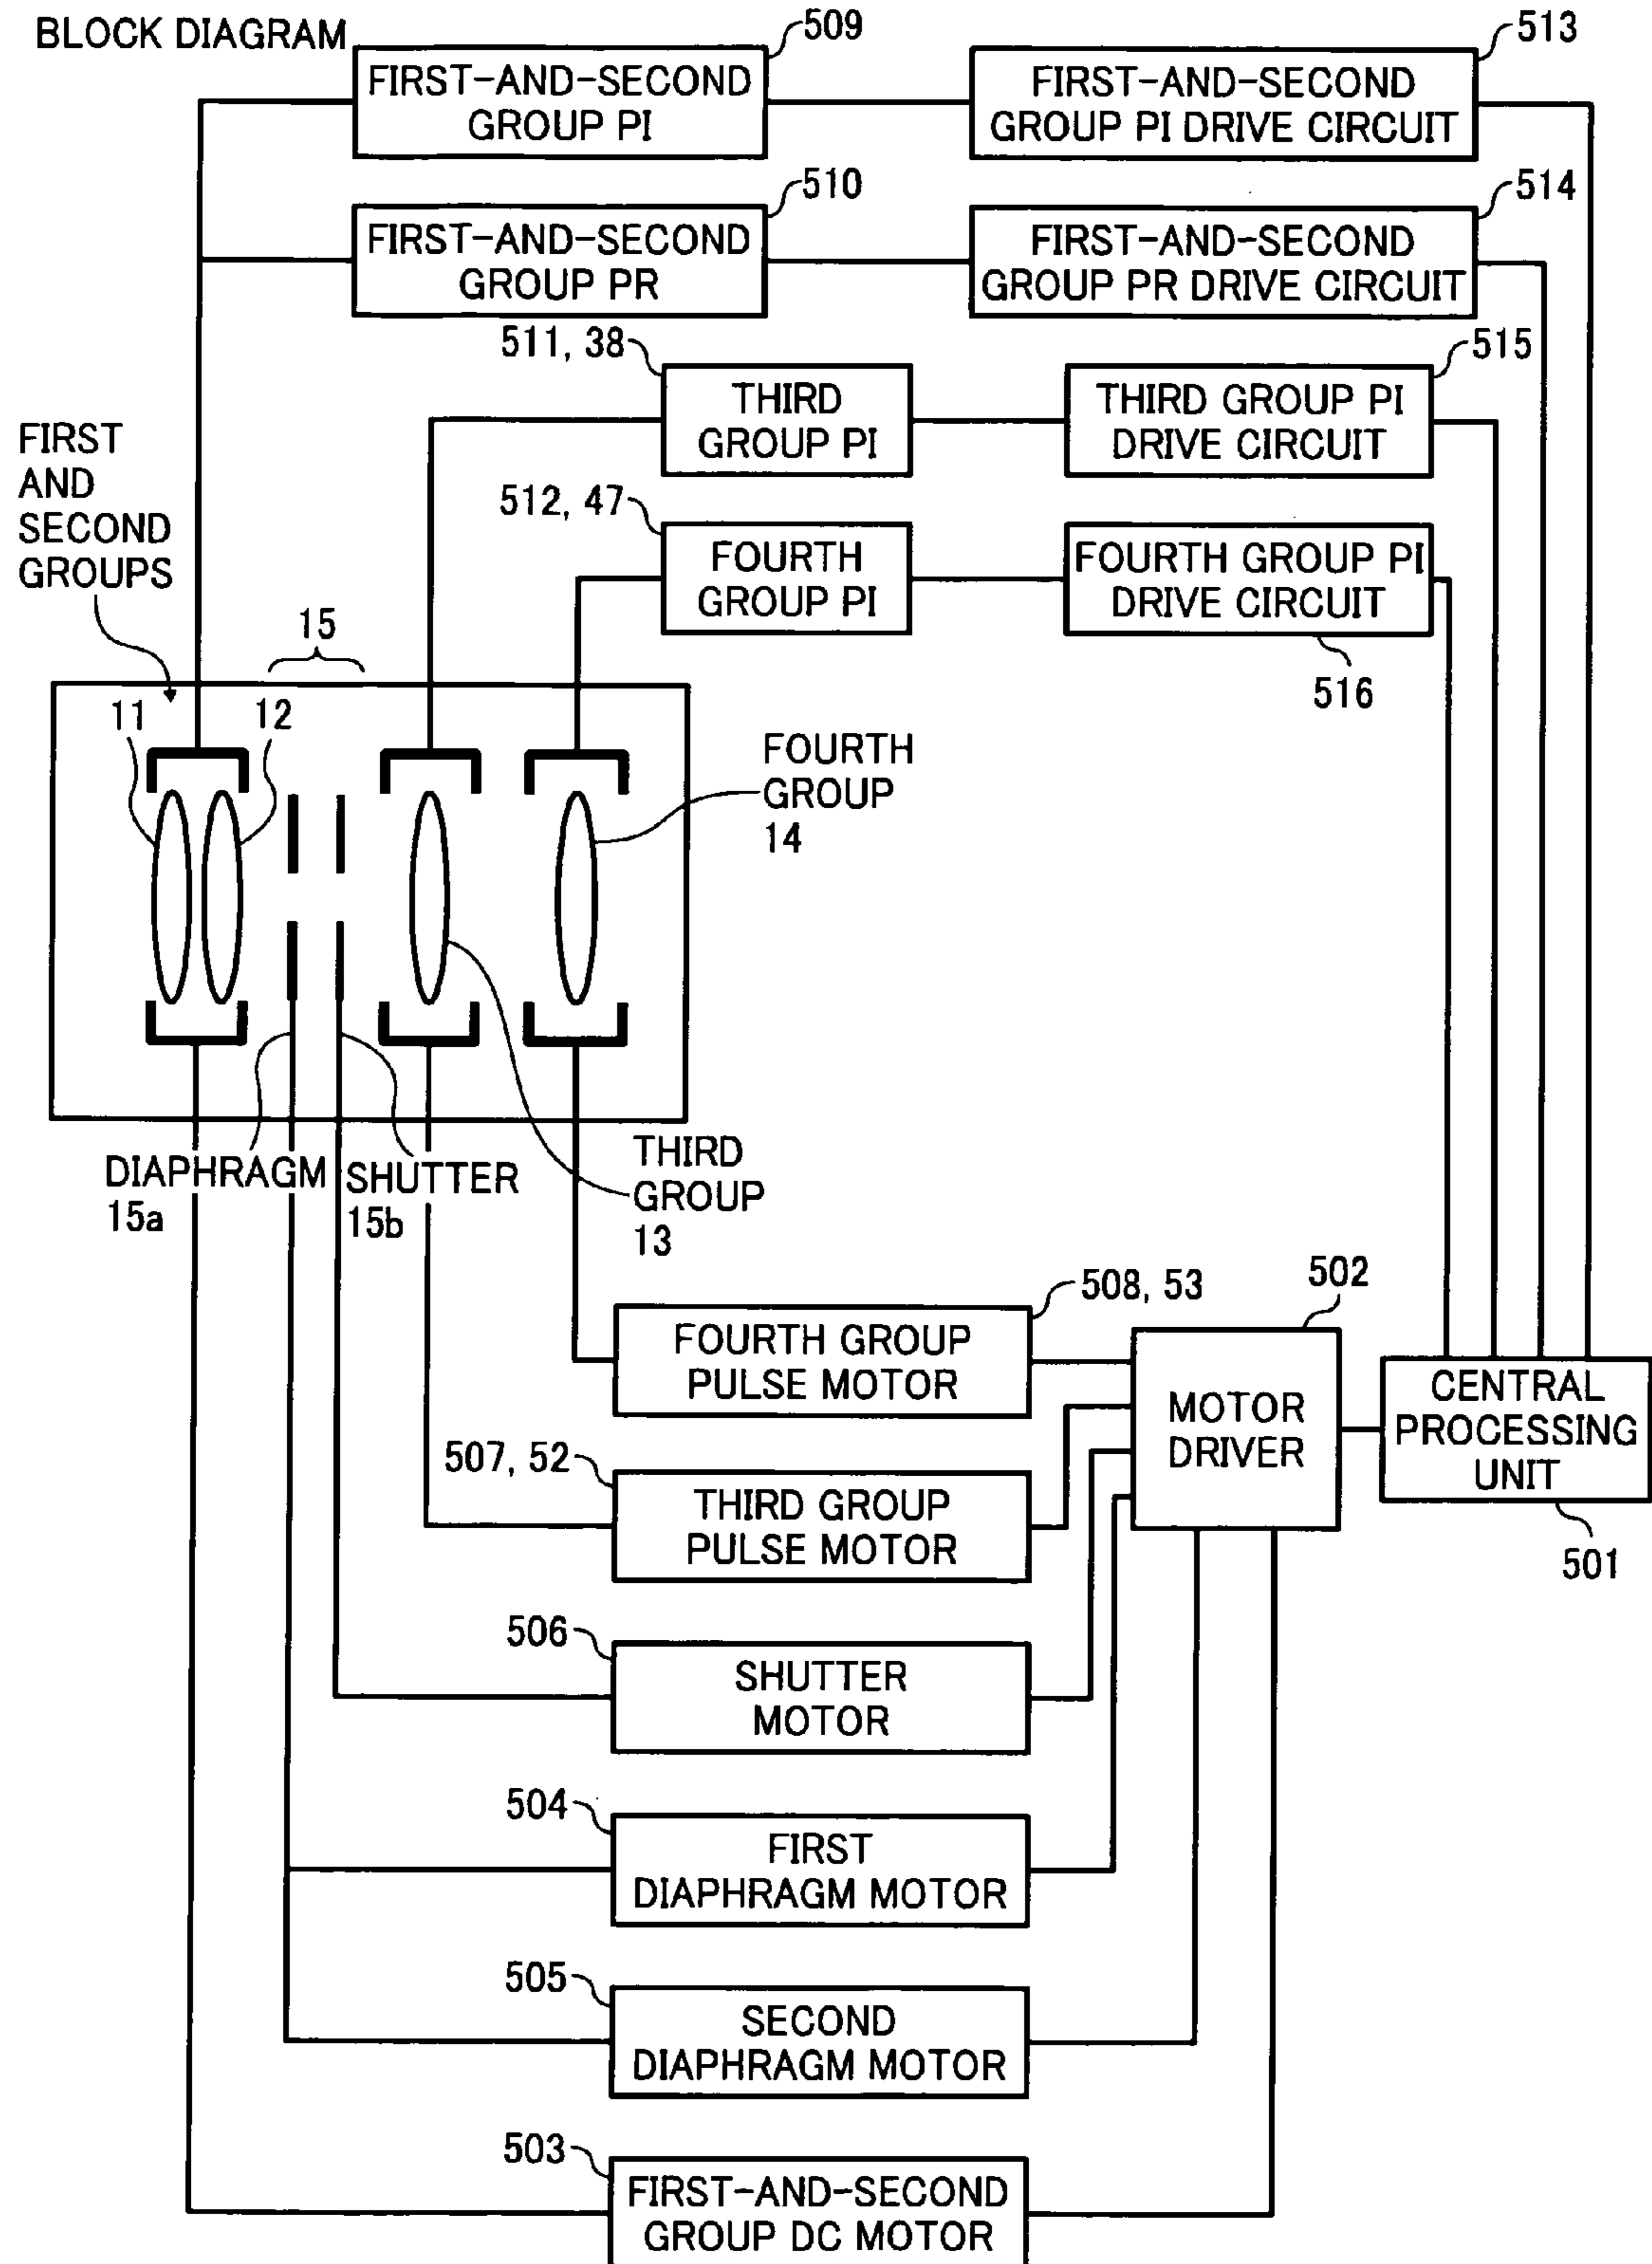 BLOCK DIAGRAM
509
513
FIRST-AND-SECOND
GROUP PI
FIRST-AND-SECOND
GROUP PI DRIVE CIRCUIT
510
514
FIRST-AND-SECOND
GROUP PR
FIRST-AND-SECOND
GROUP PR DRIVE CIRCUIT
511, 38
515
THIRD
GROUP PI
THIRD GROUP PI
DRIVE CIRCUIT
FIRST
AND
SECOND
GROUPS
512, 47
FOURTH
GROUP PI
FOURTH GROUP PI
DRIVE CIRCUIT
516
15
11
12
FOURTH
GROUP
14
DIAPHRAGM
15a
SHUTTER
15b
THIRD
GROUP
13
508, 53
502
FOURTH GROUP
PULSE MOTOR
MOTOR
DRIVER
CENTRAL
PROCESSING
UNIT
501
507, 52
THIRD GROUP
PULSE MOTOR
506
SHUTTER
MOTOR
504
FIRST
DIAPHRAGM MOTOR
505
SECOND
DIAPHRAGM MOTOR
503
FIRST-AND-SECOND
GROUP DC MOTOR